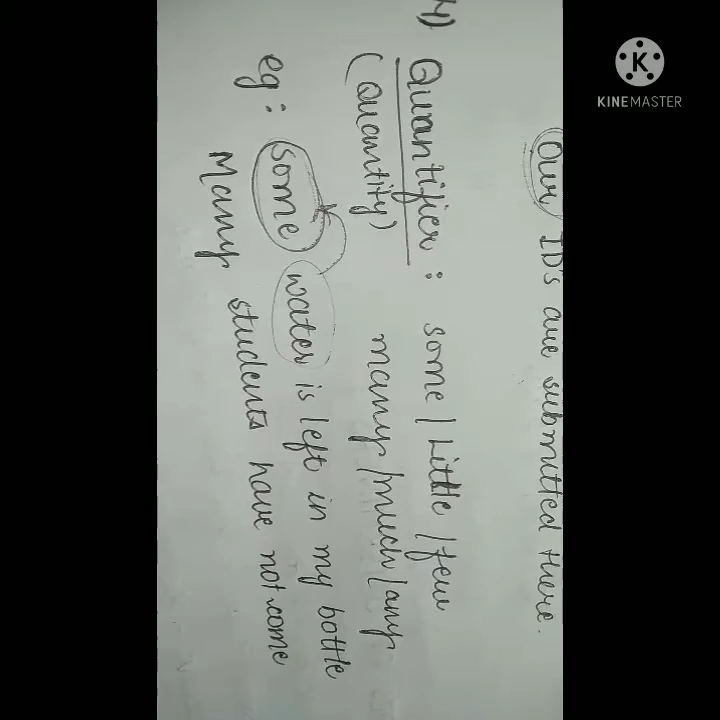 Our ID's are submitted there.
4) Quantifier : some / Little / few
(Quantity) many / much / any
eg : Some water is left in my bottle
Many students have not come
K
KINEMASTER